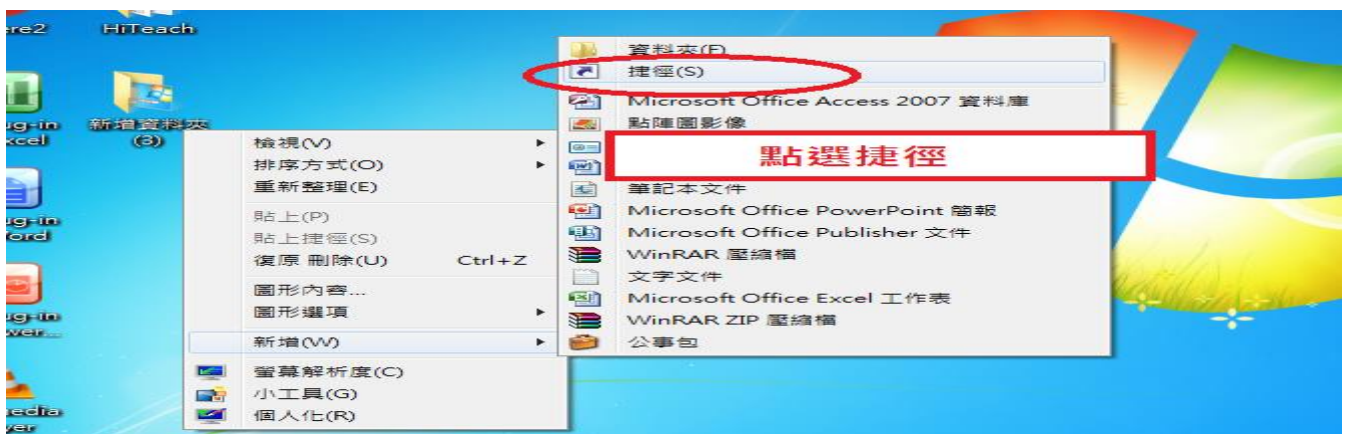 HiTeach
新增資料夾
(3)
檢視(V)
排序方式(O)
重新整理(E)
貼上(P)
貼上捷徑(S)
復原 刪除(U) Ctrl+Z
圖形內容...
圖形選項
新增(W)
螢幕解析度(C)
小工具(G)
個人化(R)
資料夾(F)
捷徑(S)
Microsoft Office Access 2007 資料庫
點陣圖影像
點選捷徑
筆記本文件
Microsoft Office PowerPoint 簡報
Microsoft Office Publisher 文件
WinRAR 壓縮檔
文字文件
Microsoft Office Excel 工作表
WinRAR ZIP 壓縮檔
公事包